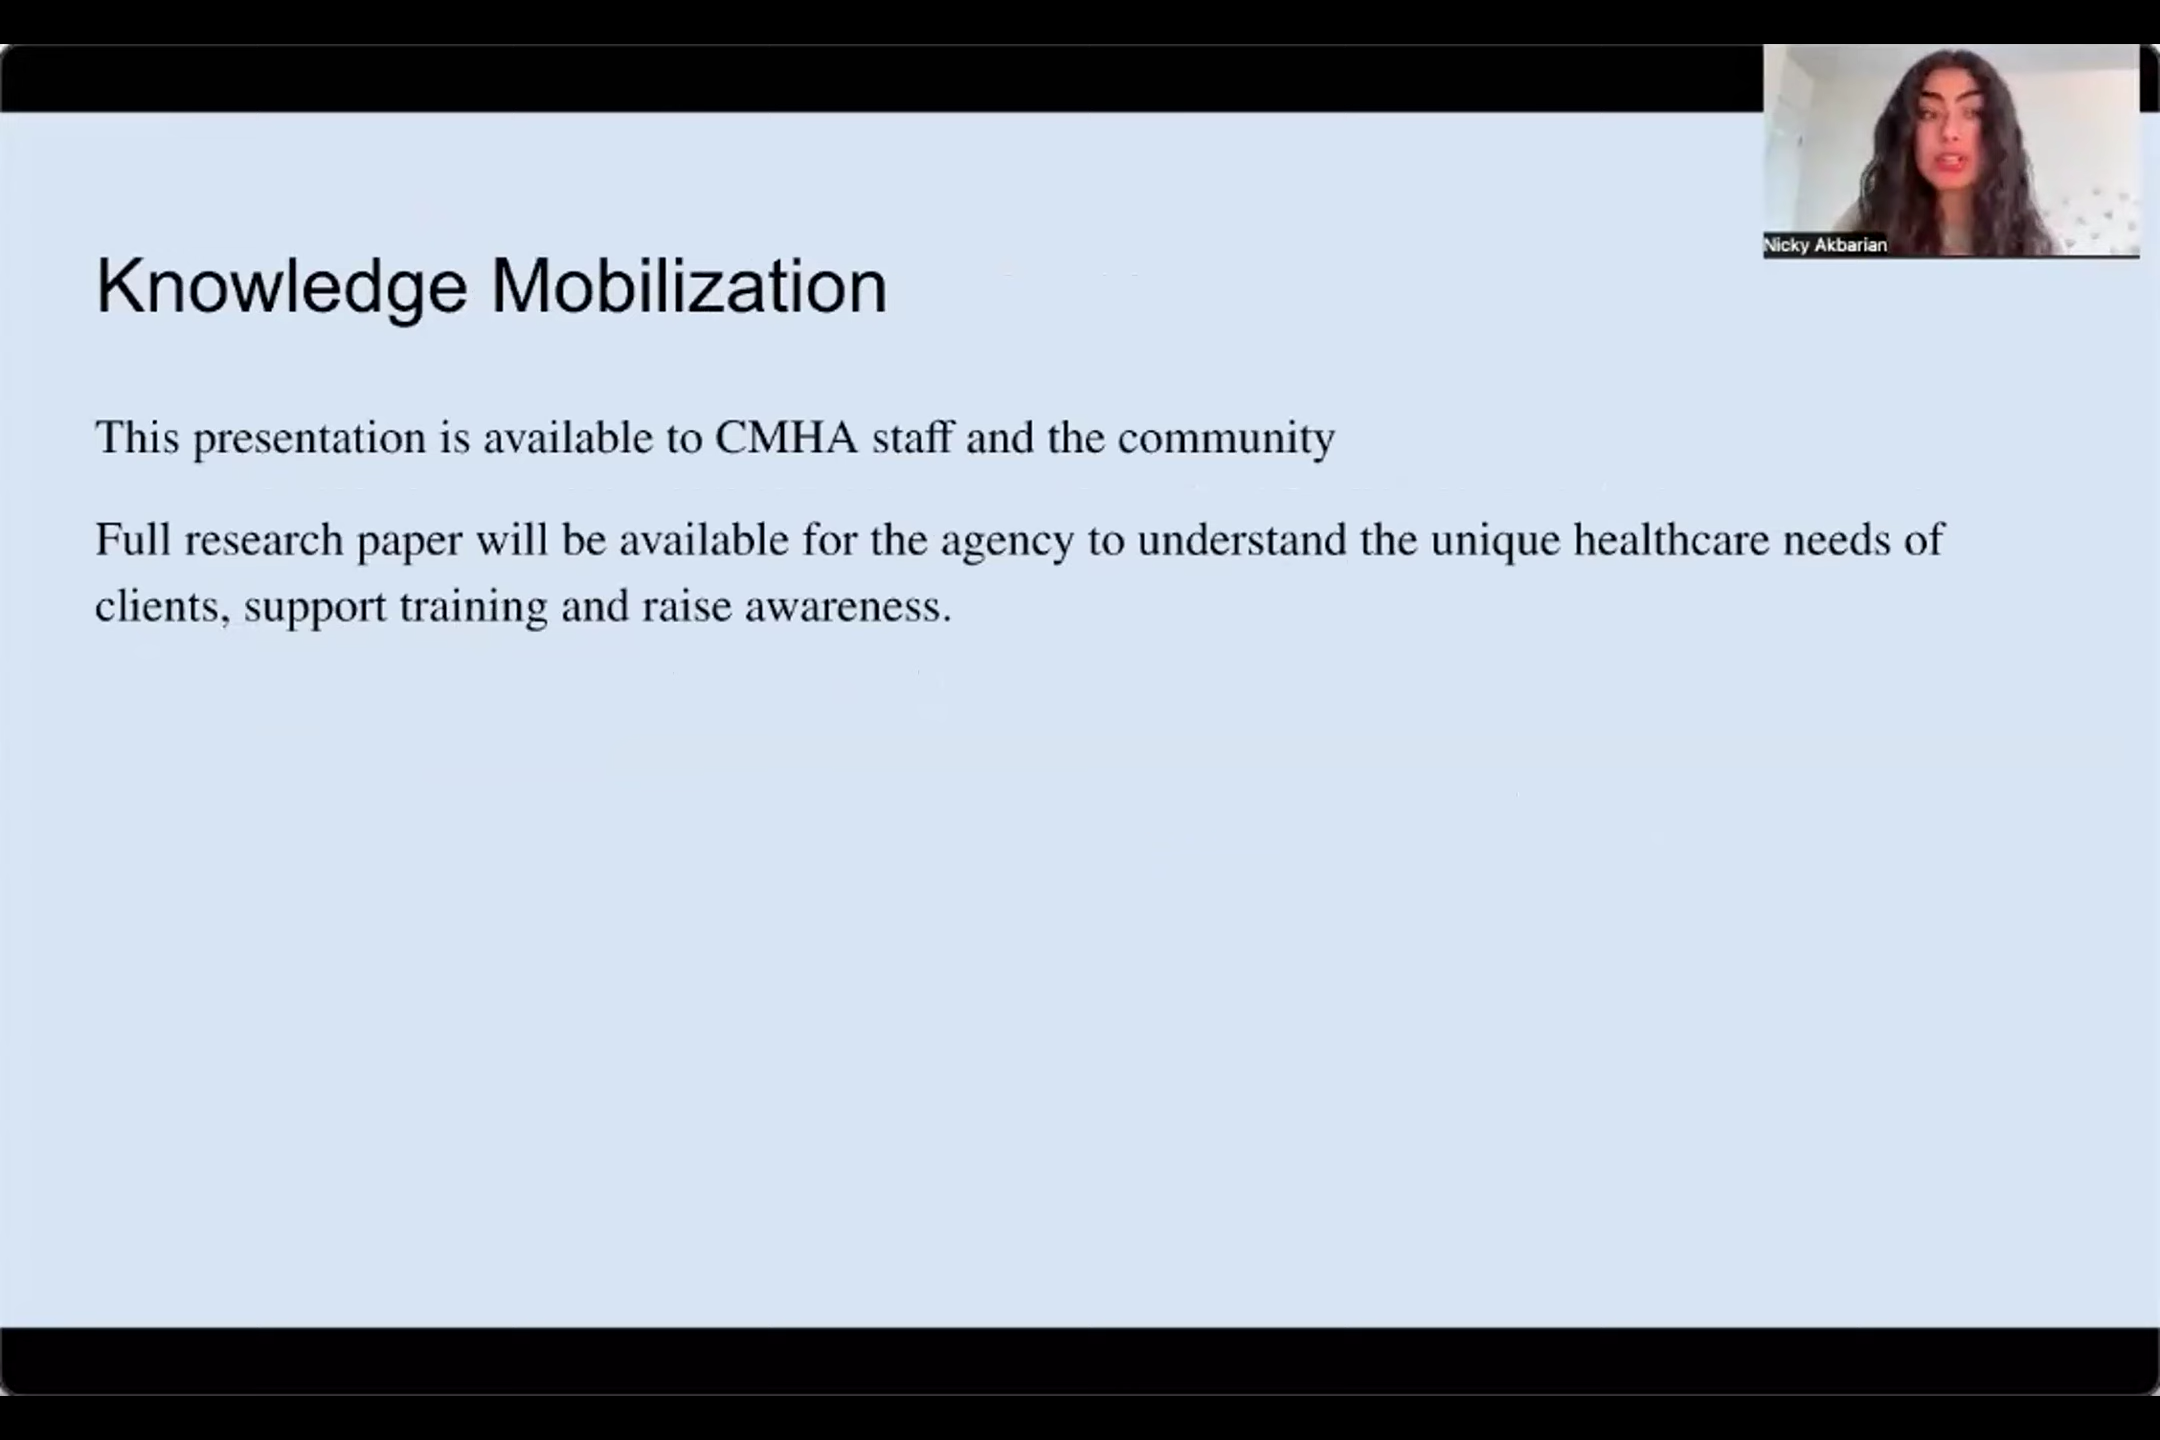 Nicky Akbarian
Knowledge Mobilization
This presentation is available to CMHA staff and the community
Full research paper will be available for the agency to understand the unique healthcare needs of
clients, support training and raise awareness.